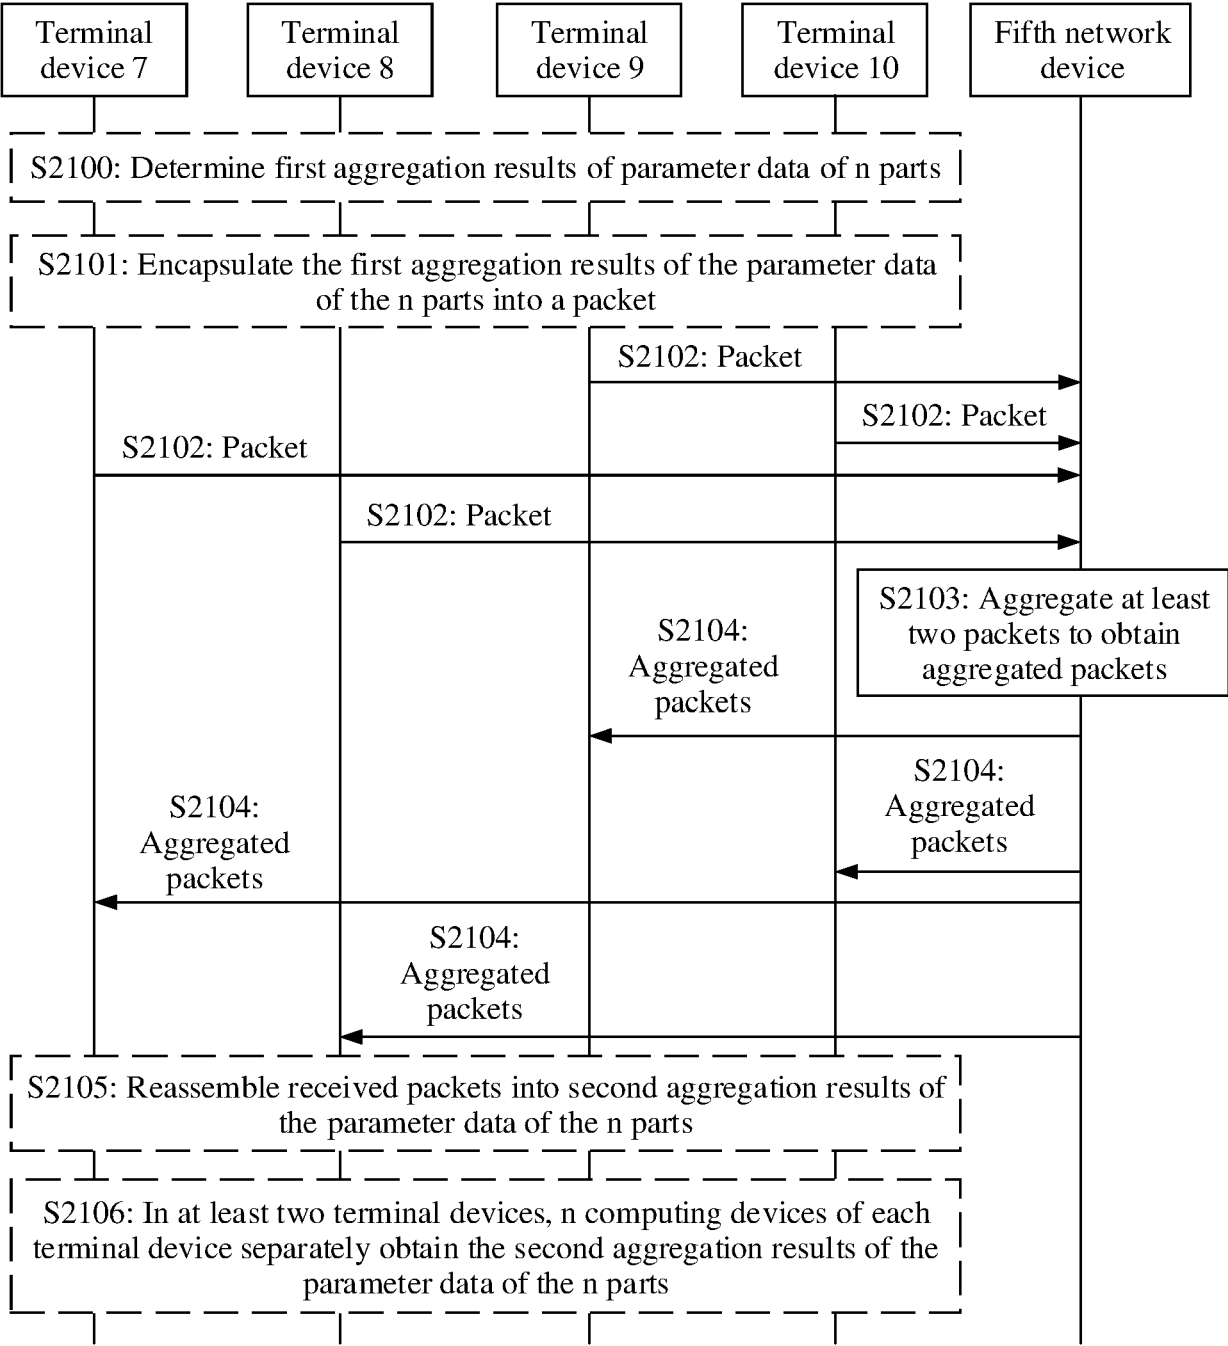 Terminal
device 7
Terminal
device 8
Terminal
device 9
Terminal
device 10
Fifth network
device
S2100: Determine first aggregation results of parameter data of n parts
S2101: Encapsulate the first aggregation results of the parameter data
of the n parts into a packet
S2102: Packet
S2102: Packet
S2102: Packet
S2102: Packet
S2103: Aggregate at least
two packets to obtain
aggregated packets
S2104:
Aggregated
packets
S2104:
Aggregated
packets
S2104:
Aggregated
packets
S2104:
Aggregated
packets
S2105: Reassemble received packets into second aggregation results of
the parameter data of the n parts
S2106: In at least two terminal devices, n computing devices of each
terminal device separately obtain the second aggregation results of the
parameter data of the n parts